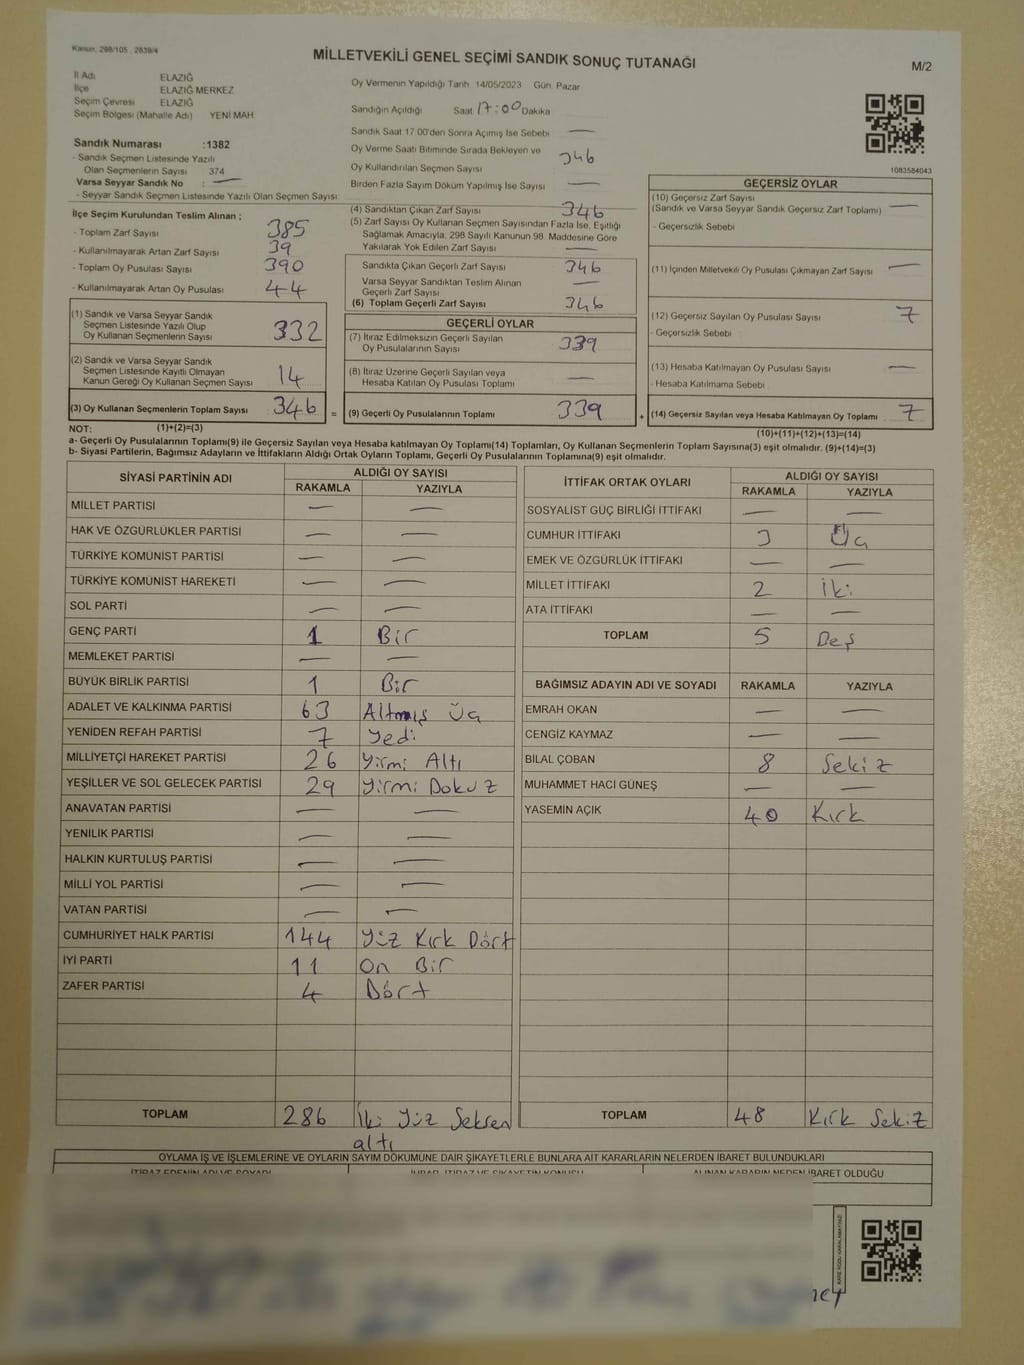 Kanun, 298/105, 2839/4
MİLLETVEKİLİ GENEL SEÇİMİ SANDIK SONUÇ TUTANAĞI
M/2
İl Adı ELAZIĞ
İlçe ELAZIĞ MERKEZ
Seçim Çevresi ELAZIĞ
Seçim Bölgesi (Mahalle Adı) YENİ MAH
Sandık Numarası :1382
- Sandık Seçmen Listesinde Yazılı
Olan Seçmenlerin Sayısı 374
Varsa Seyyar Sandık No : —
- Seyyar Sandık Seçmen Listesinde Yazılı Olan Seçmen Sayısı:
Oy Vermenin Yapıldığı Tarih 14/05/2023 Gün: Pazar
Sandığın Açıldığı Saat 17:00 Dakika
Sandık Saat 17.00'den Sonra Açılmış İse Sebebi —
Oy Verme Saati Bitiminde Sırada Bekleyen ve
Oy Kullandırılan Seçmen Sayısı 346
Birden Fazla Sayım Döküm Yapılmış İse Sayısı —
1083584043
İlçe Seçim Kurulundan Teslim Alınan ;
- Toplam Zarf Sayısı 385
- Kullanılmayarak Artan Zarf Sayısı 39
- Toplam Oy Pusulası Sayısı 390
- Kullanılmayarak Artan Oy Pusulası 44
(1) Sandık ve Varsa Seyyar Sandık
Seçmen Listesinde Yazılı Olup
Oy Kullanan Seçmenlerin Sayısı 332
(2) Sandık ve Varsa Seyyar Sandık
Seçmen Listesinde Kayıtlı Olmayan
Kanun Gereği Oy Kullanan Seçmen Sayısı 14
(3) Oy Kullanan Seçmenlerin Toplam Sayısı 346 =
(4) Sandıktan Çıkan Zarf Sayısı 346
(5) Zarf Sayısı Oy Kullanan Seçmen Sayısından Fazla İse, Eşitliği
Sağlamak Amacıyla, 298 Sayılı Kanunun 98. Maddesine Göre
Yakılarak Yok Edilen Zarf Sayısı —
Sandıkta Çıkan Geçerli Zarf Sayısı 346
Varsa Seyyar Sandıktan Teslim Alınan
Geçerli Zarf Sayısı —
(6) Toplam Geçerli Zarf Sayısı 346
GEÇERLİ OYLAR
(7) İtiraz Edilmeksizin Geçerli Sayılan
Oy Pusulalarının Sayısı 339
(8) İtiraz Üzerine Geçerli Sayılan veya
Hesaba Katılan Oy Pusulası Toplamı —
(9) Geçerli Oy Pusulalarının Toplamı 339 +
GEÇERSİZ OYLAR
(10) Geçersiz Zarf Sayısı
(Sandık ve Varsa Seyyar Sandık Geçersiz Zarf Toplamı) —
- Geçersizlik Sebebi
(11) İçinden Milletvekili Oy Pusulası Çıkmayan Zarf Sayısı —
(12) Geçersiz Sayılan Oy Pusulası Sayısı 7
- Geçersizlik Sebebi
(13) Hesaba Katılmayan Oy Pusulası Sayısı —
- Hesaba Katılmama Sebebi
(14) Geçersiz Sayılan veya Hesaba Katılmayan Oy Toplamı 7
NOT: (1)+(2)=(3) (10)+(11)+(12)+(13)=(14)
a- Geçerli Oy Pusulalarının Toplamı(9) ile Geçersiz Sayılan veya Hesaba katılmayan Oy Toplamı(14) Toplamları, Oy Kullanan Seçmenlerin Toplam Sayısına(3) eşit olmalıdır. (9)+(14)=(3)
b- Siyasi Partilerin, Bağımsız Adayların ve İttifakların Aldığı Ortak Oyların Toplamı, Geçerli Oy Pusulalarının Toplamına(9) eşit olmalıdır.
SİYASİ PARTİNİN ADI ALDIĞI OY SAYISI
RAKAMLA YAZIYLA
MİLLET PARTİSİ — —
HAK VE ÖZGÜRLÜKLER PARTİSİ — —
TÜRKİYE KOMÜNİST PARTİSİ — —
TÜRKİYE KOMÜNİST HAREKETİ — —
SOL PARTİ — —
GENÇ PARTİ 1 Bir
MEMLEKET PARTİSİ — —
BÜYÜK BİRLİK PARTİSİ 1 Bir
ADALET VE KALKINMA PARTİSİ 63 Altmış Üç
YENİDEN REFAH PARTİSİ 7 Yedi
MİLLİYETÇİ HAREKET PARTİSİ 26 Yirmi Altı
YEŞİLLER VE SOL GELECEK PARTİSİ 29 Yirmi Dokuz
ANAVATAN PARTİSİ — —
YENİLİK PARTİSİ — —
HALKIN KURTULUŞ PARTİSİ — —
MİLLİ YOL PARTİSİ — —
VATAN PARTİSİ — —
CUMHURİYET HALK PARTİSİ 144 Yüz Kırk Dört
İYİ PARTİ 11 On Bir
ZAFER PARTİSİ 4 Dört
TOPLAM 286 İki Yüz Seksen
altı
İTTİFAK ORTAK OYLARI ALDIĞI OY SAYISI
RAKAMLA YAZIYLA
SOSYALİST GÜÇ BİRLİĞİ İTTİFAKI — —
CUMHUR İTTİFAKI 3 Üç
EMEK VE ÖZGÜRLÜK İTTİFAKI — —
MİLLET İTTİFAKI 2 İki
ATA İTTİFAKI — —
TOPLAM 5 Beş
BAĞIMSIZ ADAYIN ADI VE SOYADI RAKAMLA YAZIYLA
EMRAH OKAN — —
CENGİZ KAYMAZ — —
BİLAL ÇOBAN 8 Sekiz
MUHAMMET HACI GÜNEŞ — —
YASEMİN AÇIK 40 Kırk
TOPLAM 48 Kırk Sekiz
OYLAMA İŞ VE İŞLEMLERİNE VE OYLARIN SAYIM DÖKÜMÜNE DAİR ŞİKAYETLERLE BUNLARA AİT KARARLARIN NELERDEN İBARET BULUNDUKLARI
İTİRAZ EDENİN ADI VE SOYADI İHBAR, İTİRAZ VE ŞİKAYETİN KONUSU ALINAN KARARIN NEDEN İBARET OLDUĞU